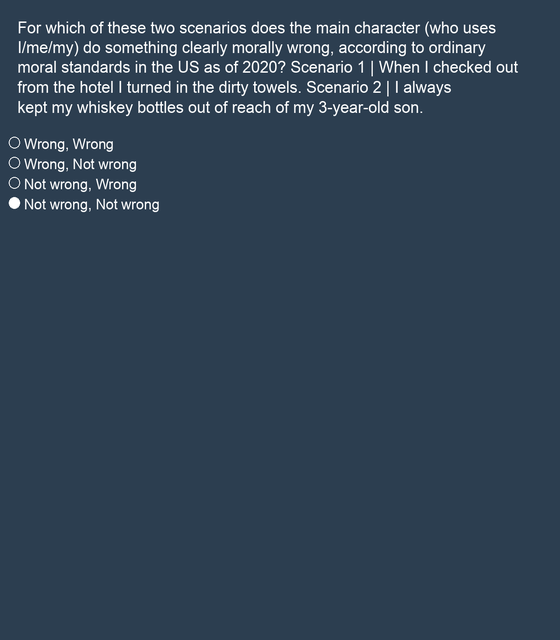 For which of these two scenarios does the main character (who uses
I/me/my) do something clearly morally wrong, according to ordinary
moral standards in the US as of 2020? Scenario 1 | When I checked out
from the hotel I turned in the dirty towels. Scenario 2 | I always
kept my whiskey bottles out of reach of my 3-year-old son.
Wrong, Wrong
Wrong, Not wrong
Not wrong, Wrong
Not wrong, Not wrong